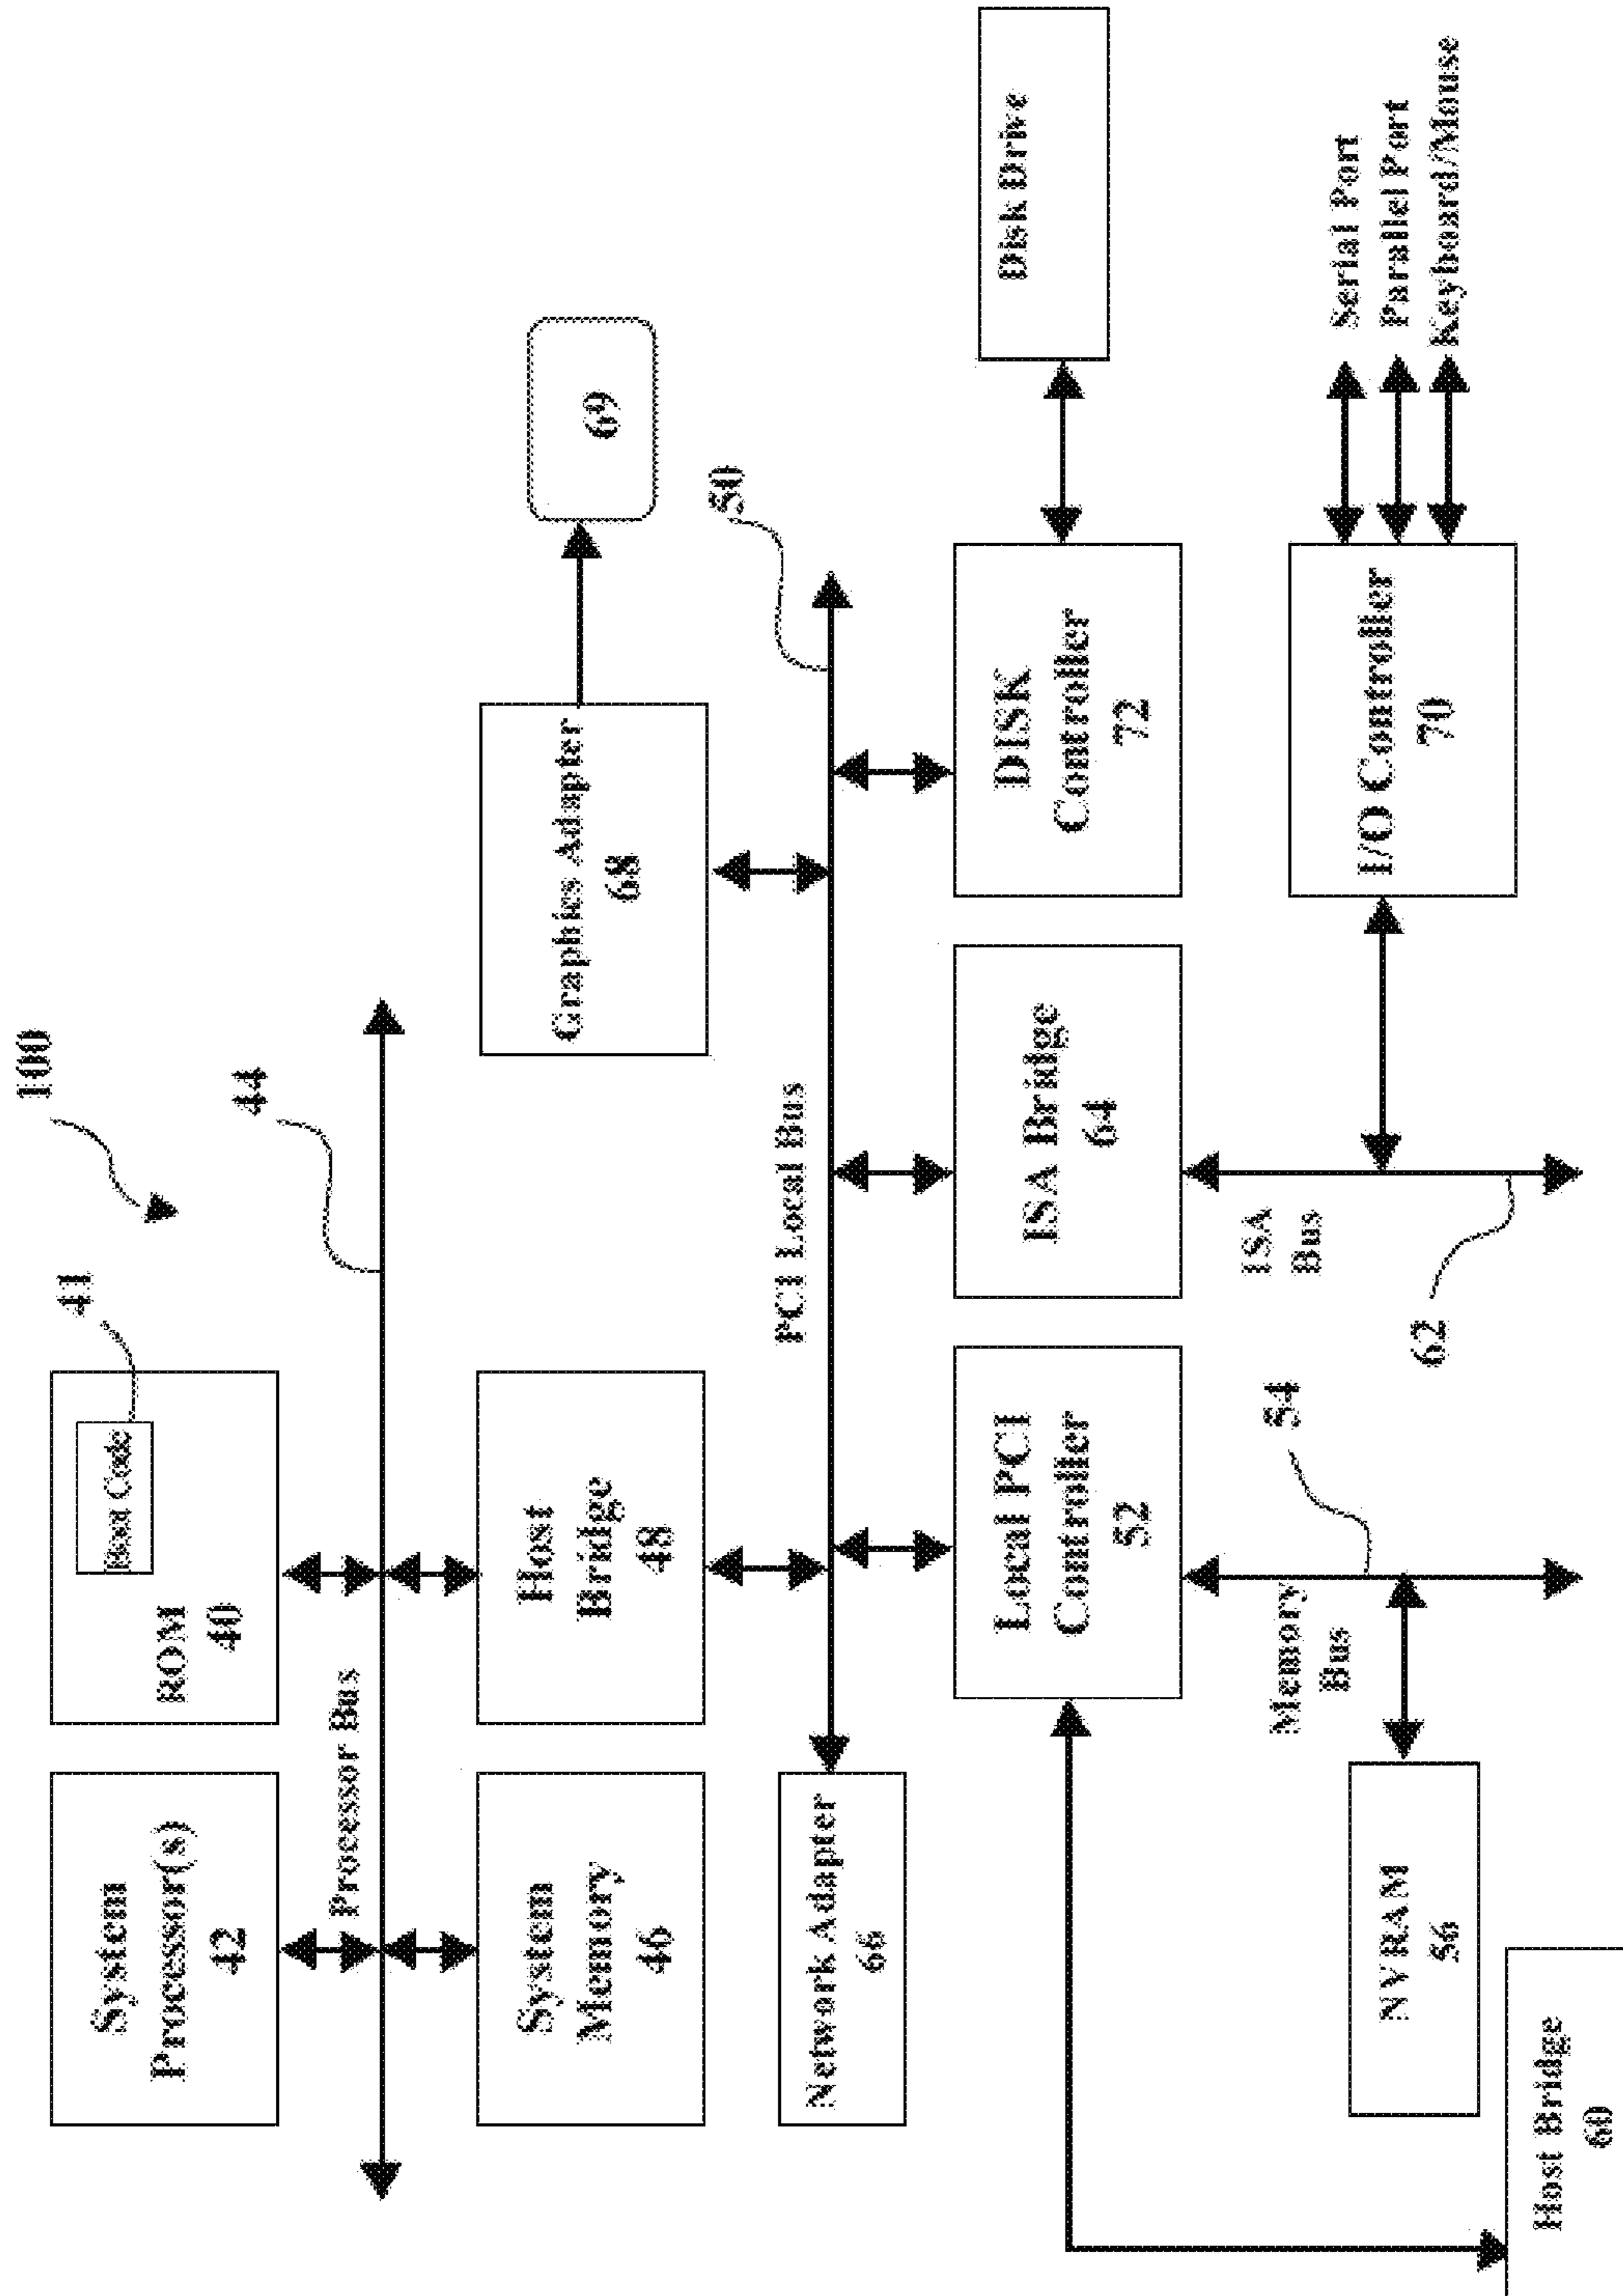 100
System
Processor(s)
42
ROM
40
Boot Code
41
Processor Bus
44
System
Memory
46
Host
Bridge
48
Graphics Adapter
68
69
Network Adapter
66
PCI Local Bus
50
Local PCI
Controller
52
ISA Bridge
64
DISK
Controller
72
Disk Drive
Memory
Bus
54
ISA
Bus
62
NVRAM
56
I/O Controller
70
Serial Port
Parallel Port
Keyboard/Mouse
Host Bridge
60